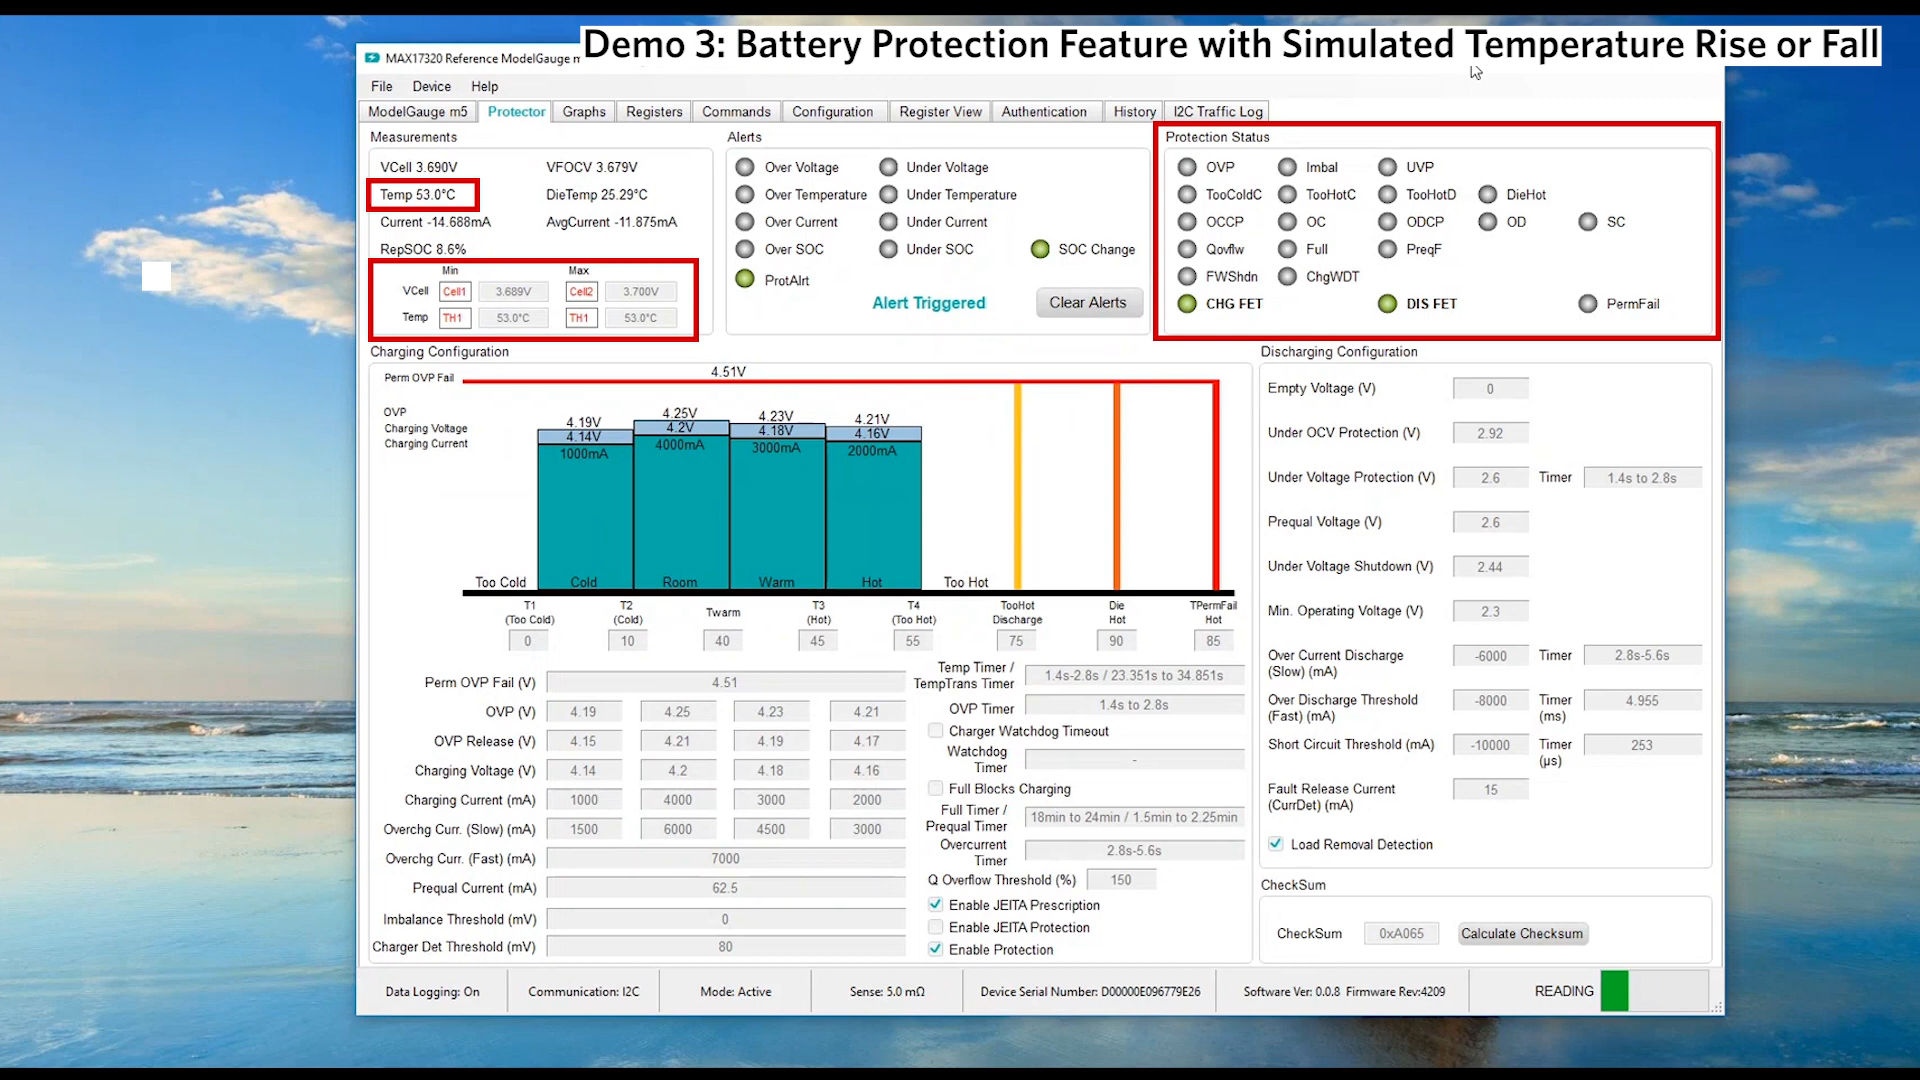 Demo 3: Battery Protection Feature with Simulated Temperature Rise or Fall
MAX17320 Reference ModelGauge m
File Device Help
ModelGauge m5 Protector Graphs Registers Commands Configuration Register View Authentication History I2C Traffic Log
Measurements
VCell 3.690V VFOCV 3.679V
Temp 53.0°C DieTemp 25.29°C
Current -14.688mA AvgCurrent -11.875mA
RepSOC 8.6%
Min Max
VCell Cell1 3.689V Cell2 3.700V
Temp TH1 53.0°C TH1 53.0°C
Alerts
Over Voltage Under Voltage
Over Temperature Under Temperature
Over Current Under Current
Over SOC Under SOC SOC Change
ProtAlrt
Alert Triggered Clear Alerts
Protection Status
OVP Imbal UVP
TooColdC TooHotC TooHotD DieHot
OCCP OC ODCP OD SC
Qovflw Full PreqF
FWShdn ChgWDT
CHG FET DIS FET PermFail
Charging Configuration
Perm OVP Fail 4.51V
OVP
Charging Voltage
Charging Current
4.19V 4.25V 4.23V 4.21V
4.14V 4.2V 4.18V 4.16V
1000mA 4000mA 3000mA 2000mA
Too Cold Cold Room Warm Hot Too Hot
T1 T2 Twarm T3 T4 TooHot Die TPermFail
(Too Cold) (Cold) (Hot) (Too Hot) Discharge Hot Hot
0 10 40 45 55 75 90 85
Perm OVP Fail (V) 4.51
OVP (V) 4.19 4.25 4.23 4.21
OVP Release (V) 4.15 4.21 4.19 4.17
Charging Voltage (V) 4.14 4.2 4.18 4.16
Charging Current (mA) 1000 4000 3000 2000
Overchg Curr. (Slow) (mA) 1500 6000 4500 3000
Overchg Curr. (Fast) (mA) 7000
Prequal Current (mA) 62.5
Imbalance Threshold (mV) 0
Charger Det Threshold (mV) 80
Temp Timer /
TempTrans Timer 1.4s-2.8s / 23.351s to 34.851s
OVP Timer 1.4s to 2.8s
Charger Watchdog Timeout
Watchdog
Timer -
Full Blocks Charging
Full Timer /
Prequal Timer 18min to 24min / 1.5min to 2.25min
Overcurrent
Timer 2.8s-5.6s
Q Overflow Threshold (%) 150
Enable JEITA Prescription
Enable JEITA Protection
Enable Protection
Discharging Configuration
Empty Voltage (V) 0
Under OCV Protection (V) 2.92
Under Voltage Protection (V) 2.6 Timer 1.4s to 2.8s
Prequal Voltage (V) 2.6
Under Voltage Shutdown (V) 2.44
Min. Operating Voltage (V) 2.3
Over Current Discharge -6000 Timer 2.8s-5.6s
(Slow) (mA)
Over Discharge Threshold -8000 Timer 4.955
(Fast) (mA) (ms)
Short Circuit Threshold (mA) -10000 Timer 253
(µs)
Fault Release Current 15
(CurrDet) (mA)
Load Removal Detection
CheckSum
CheckSum 0xA065 Calculate Checksum
Data Logging: On Communication: I2C Mode: Active Sense: 5.0 mΩ Device Serial Number: D00000E096779E26 Software Ver: 0.0.8 Firmware Rev:4209 READING